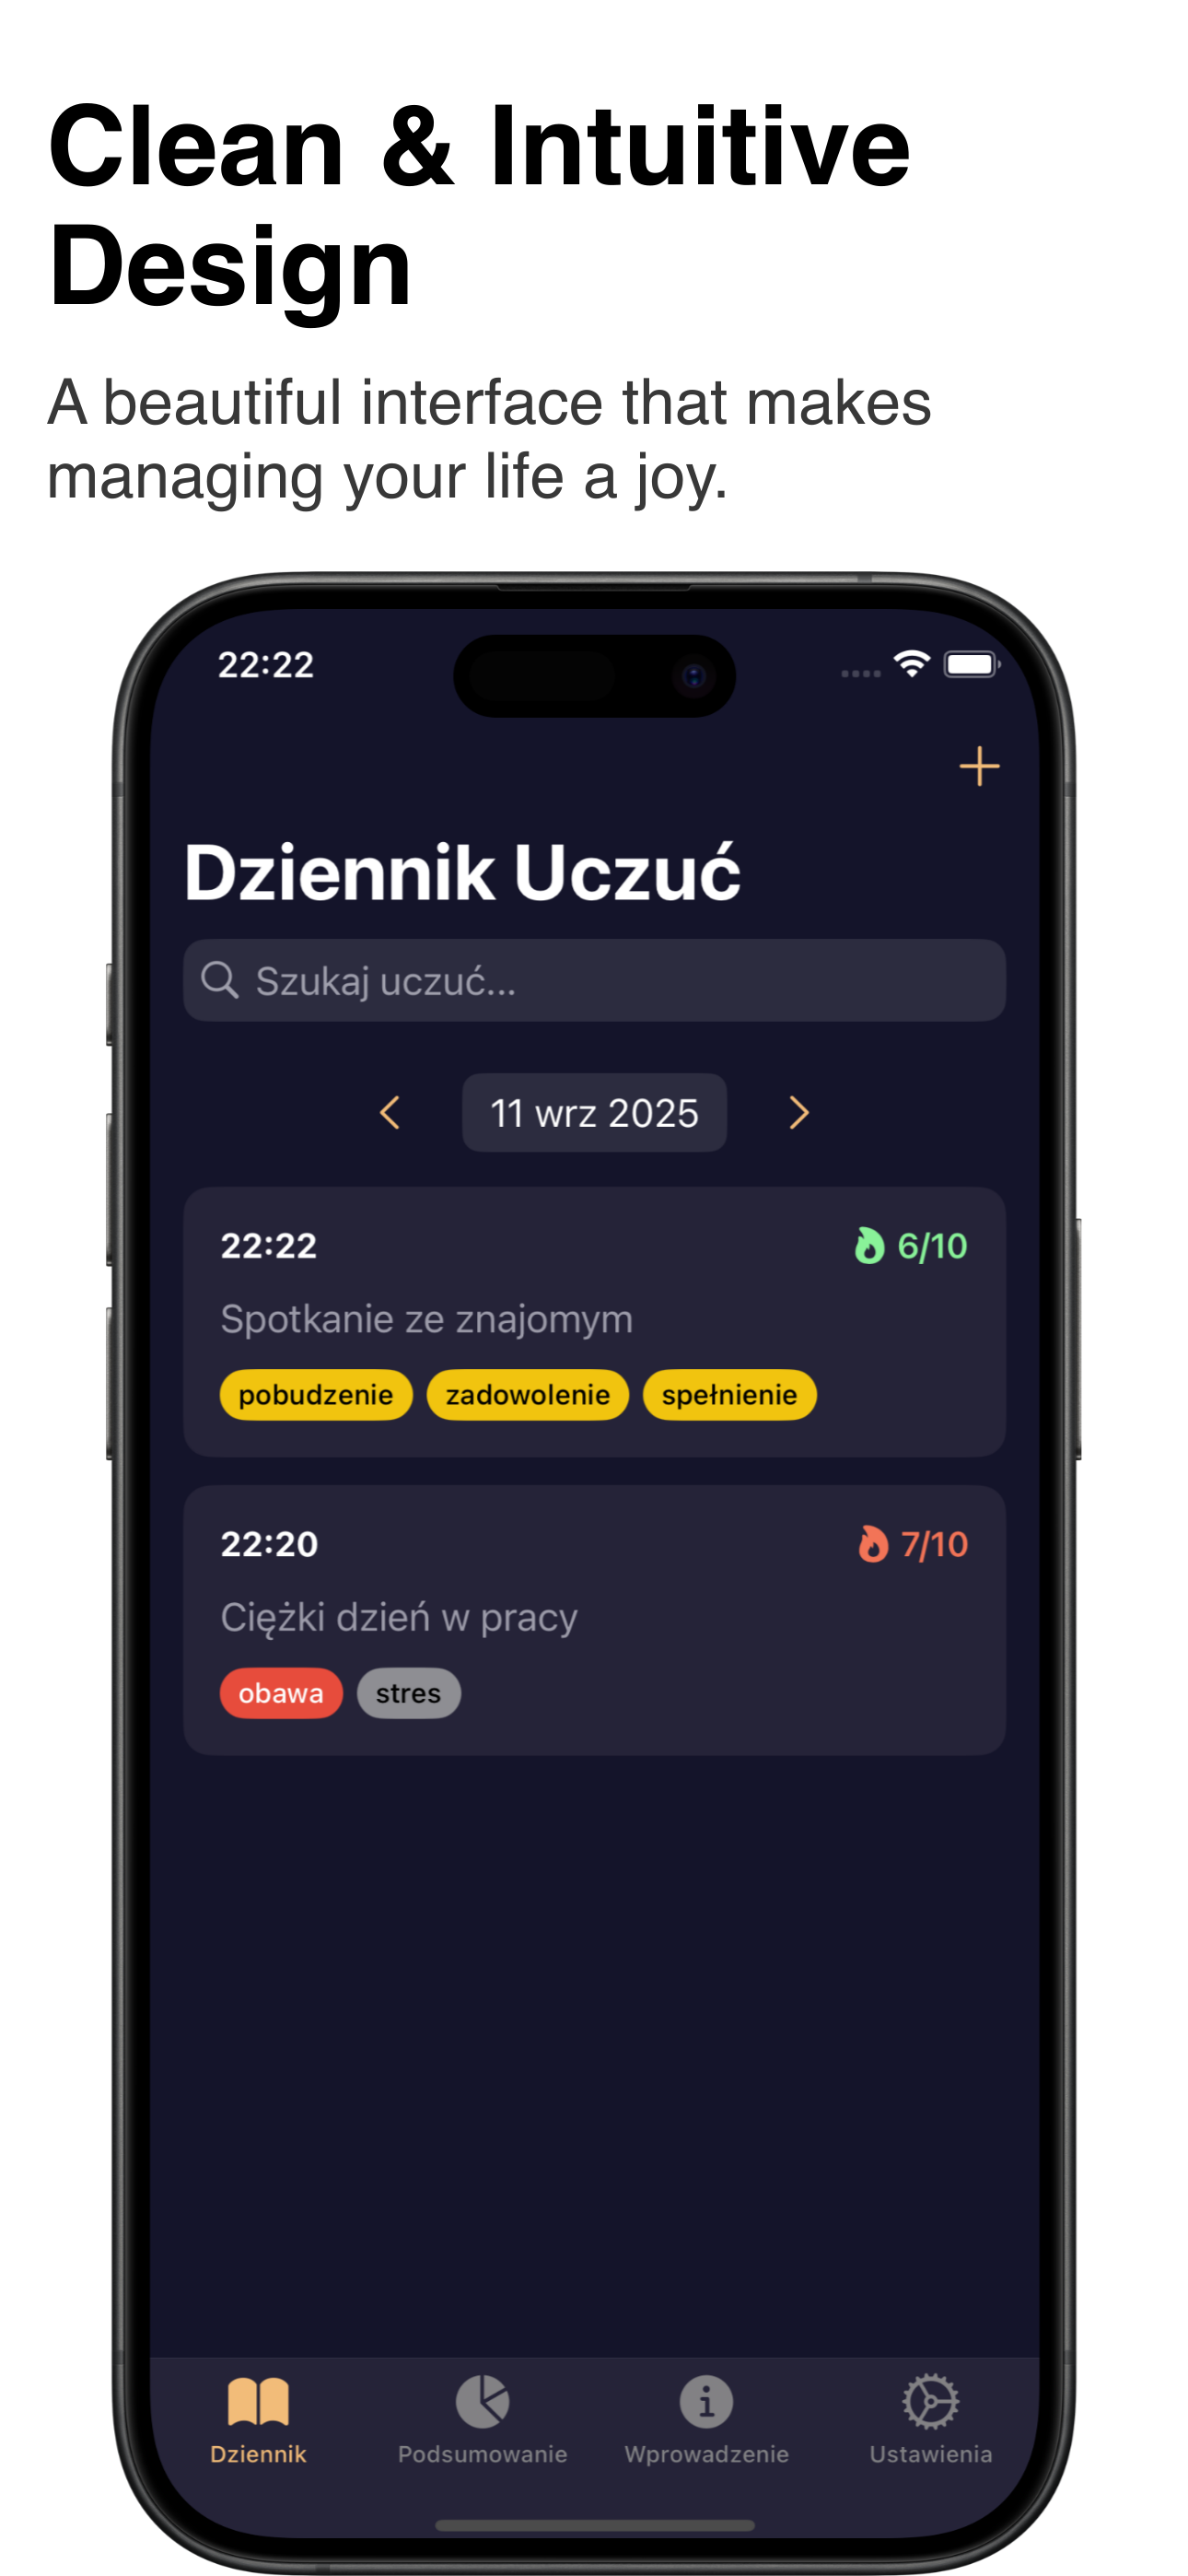 Clean & Intuitive
Design
A beautiful interface that makes
managing your life a joy.
22:22
Dziennik Uczuć
Szukaj uczuć...
11 wrz 2025
22:22 6/10
Spotkanie ze znajomym
pobudzenie zadowolenie spełnienie
22:20 7/10
Ciężki dzień w pracy
obawa stres
Dziennik Podsumowanie Wprowadzenie Ustawienia